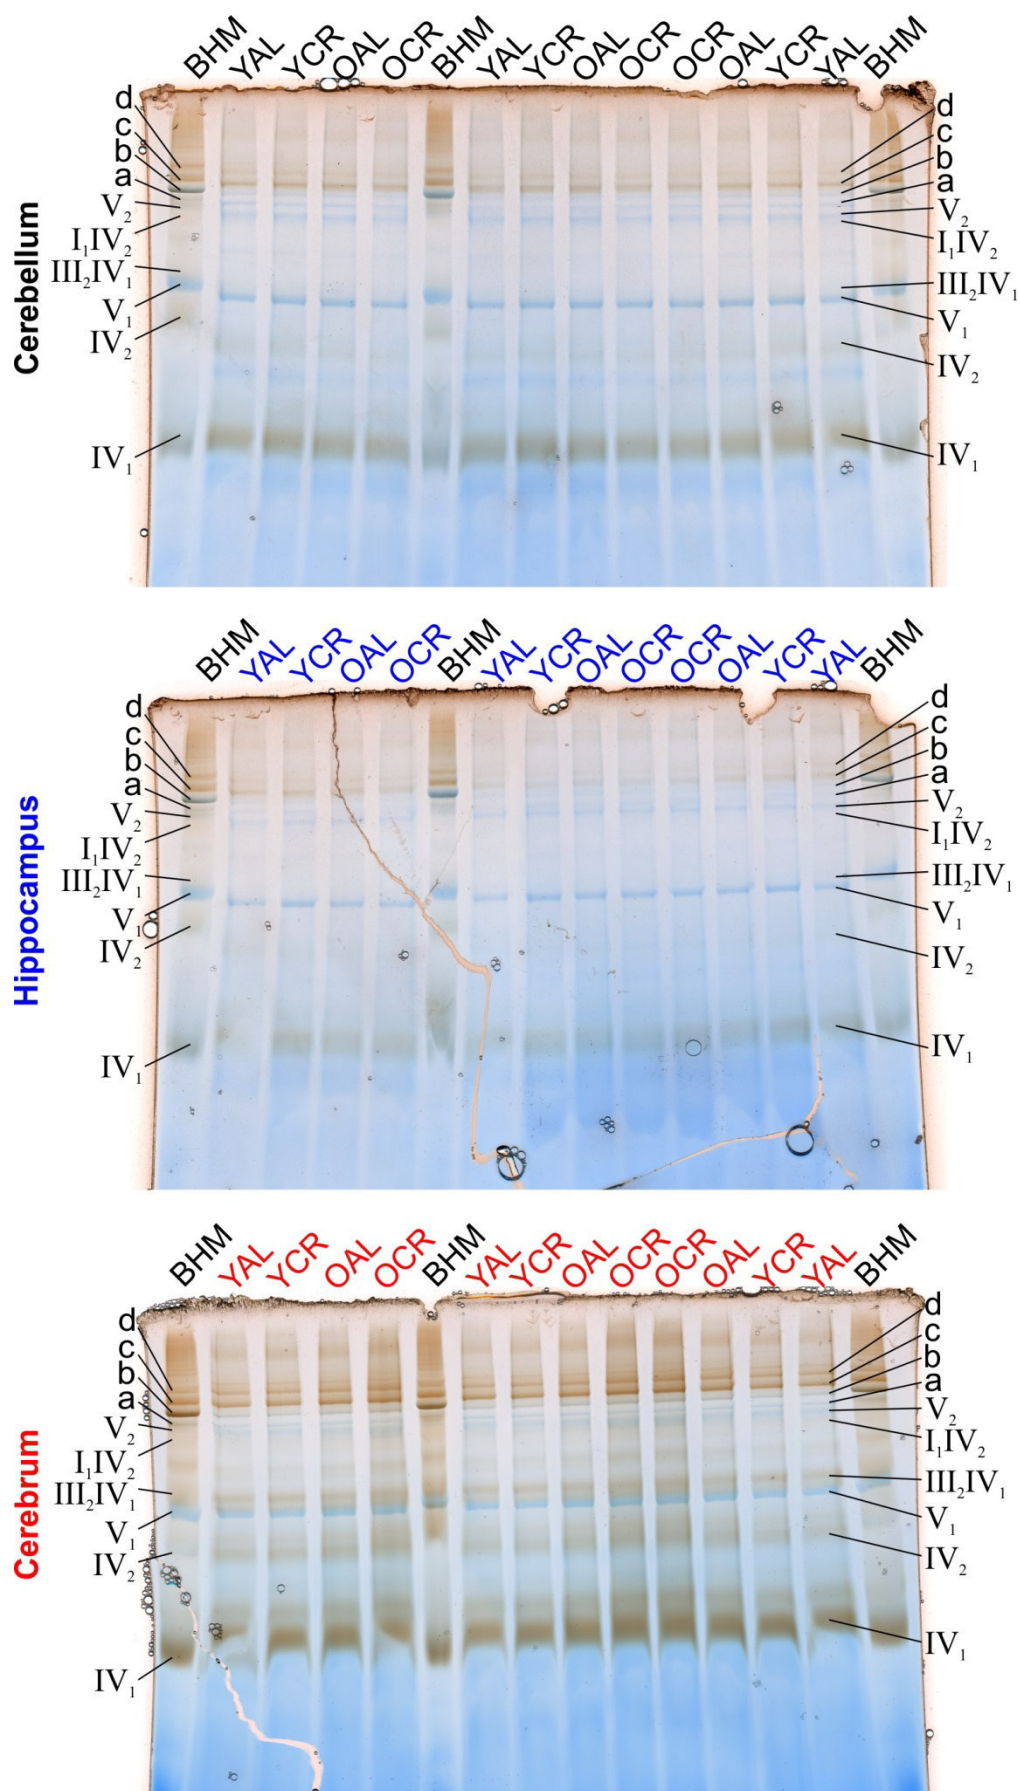 BHM YAL YCR OAL OCR BHM YAL YCR OAL OCR OCR OAL YCR YAL BHM
Cerebellum
d
c
b
a
V₂
I₁IV₂
III₂IV₁
V₁
IV₂
IV₁
d
c
b
a
V₂
I₁IV₂
III₂IV₁
V₁
IV₂
IV₁
BHM YAL YCR OAL OCR BHM YAL YCR OAL OCR OCR OAL YCR YAL BHM
Hippocampus
d
c
b
a
V₂
I₁IV₂
III₂IV₁
V₁
IV₂
IV₁
d
c
b
a
V₂
I₁IV₂
III₂IV₁
V₁
IV₂
IV₁
BHM YAL YCR OAL OCR BHM YAL YCR OAL OCR OCR OAL YCR YAL BHM
Cerebrum
d
c
b
a
V₂
I₁IV₂
III₂IV₁
V₁
IV₂
IV₁
d
c
b
a
V₂
I₁IV₂
III₂IV₁
V₁
IV₂
IV₁